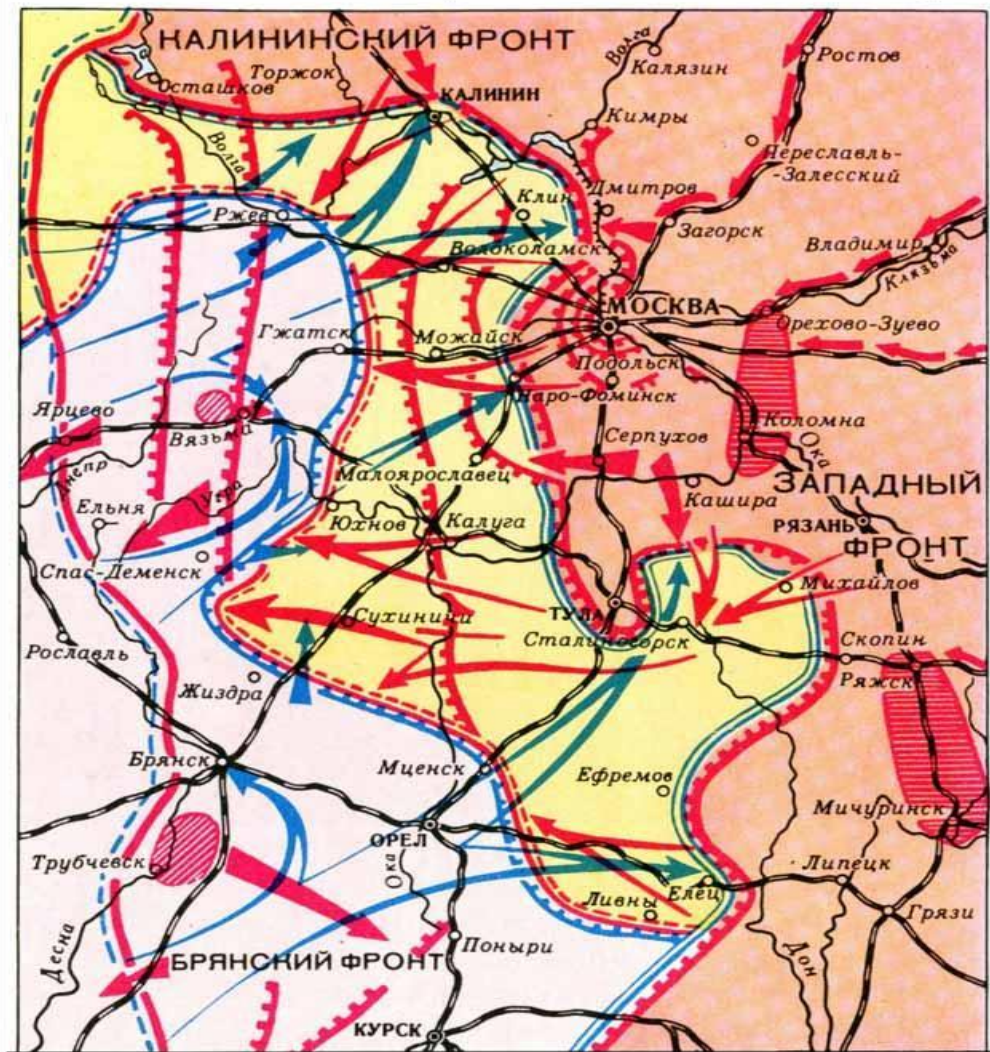 КАЛИНИНСКИЙ ФРОНТ
Волга
Калязин
Ростов
Торжок
Осташков
КАЛИНИН
Кимры
Переславль-
-Залесский
Волга
Дмитров
Клин
Ржев
Загорск
Владимир
Клязьма
Волоколамск
МОСКВА
Орехово-Зуево
Гжатск
Можайск
Подольск
Наро-Фоминск
Ярцево
Вязьма
Коломна
Серпухов
Ока
Днепр
Малоярославец
ЗАПАДНЫЙ
Угра
Кашира
Ельня
Юхнов
Калуга
РЯЗАНЬ
ФРОНТ
Спас-Деменск
Михайлов
ТУЛА
Сухиничи
Сталиногорск
Скопин
Рославль
Ряжск
Жиздра
Брянск
Мценск
Ефремов
Мичуринск
ОРЕЛ
Трубчевск
Ока
Липецк
Елец
Ливны
Грязи
Десна
Поныри
Дон
БРЯНСКИЙ ФРОНТ
КУРСК